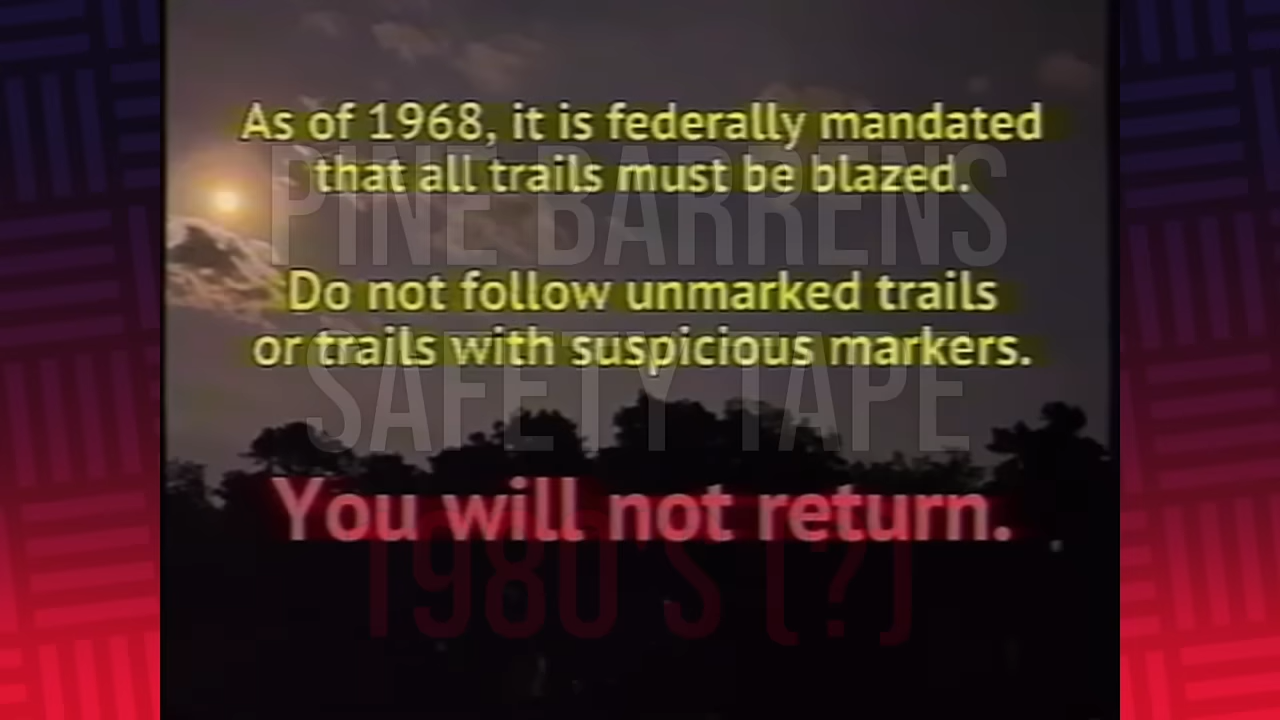 As of 1968, it is federally mandated
that all trails must be blazed.
PINE BARRENS
Do not follow unmarked trails
or trails with suspicious markers.
SAFETY TAPE
You will not return.
1980'S (?)